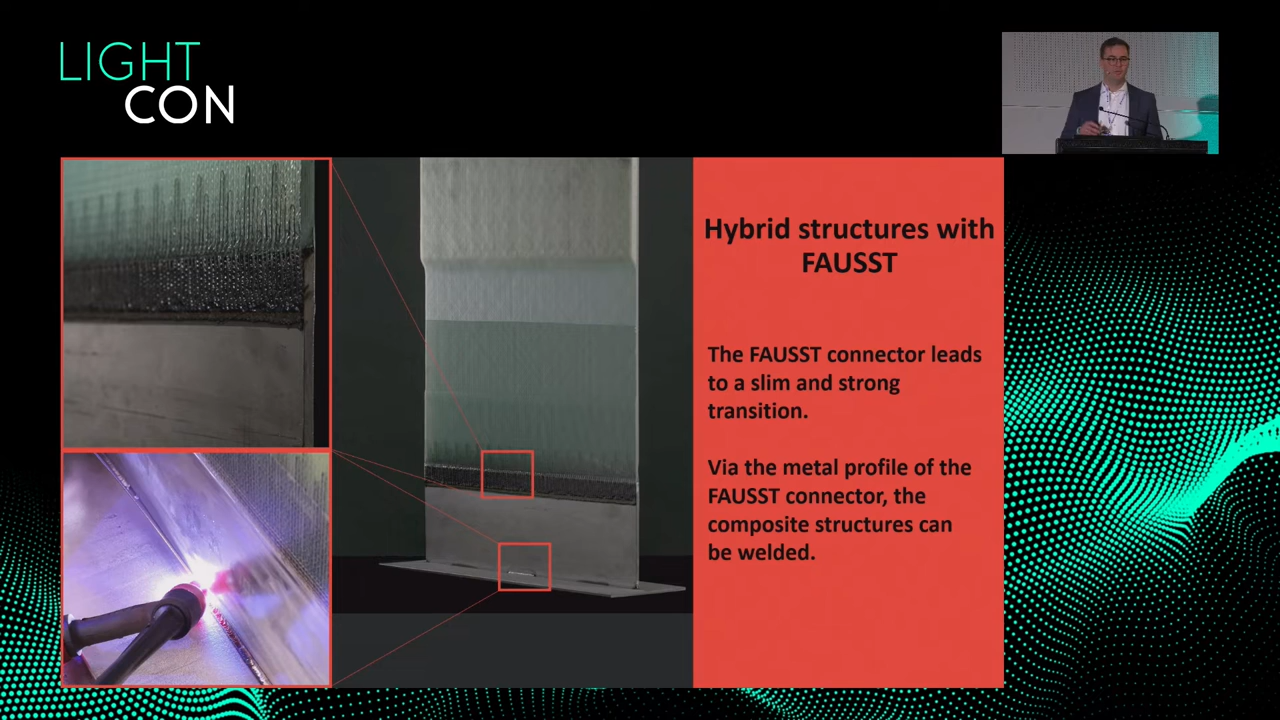 LIGHT
CON
Hybrid structures with
FAUSST
The FAUSST connector leads
to a slim and strong
transition.
Via the metal profile of the
FAUSST connector, the
composite structures can
be welded.